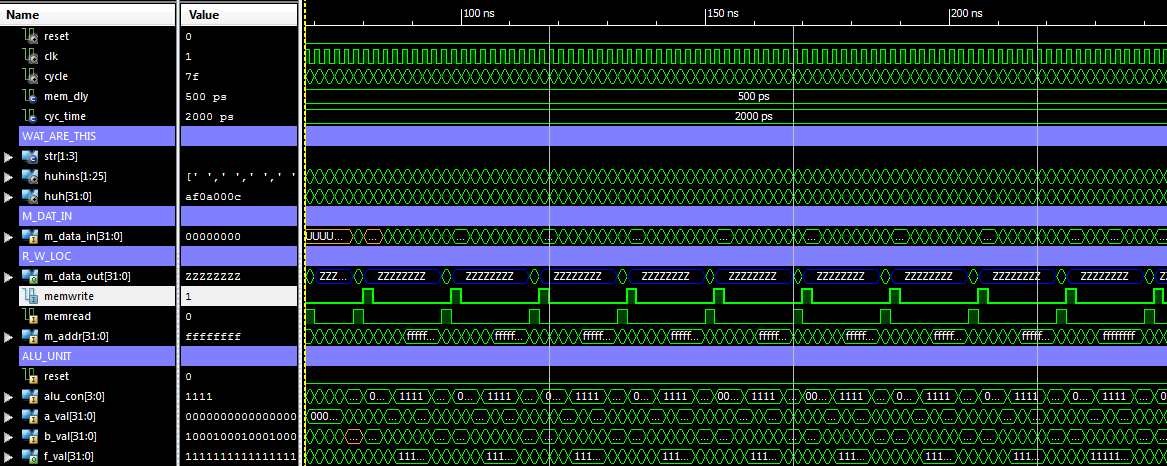 Name Value 100 ns 150 ns 200 ns
reset 0
clk 1
cycle 7f
mem_dly 500 ps 500 ps
cyc_time 2000 ps 2000 ps
WAT_ARE_THIS
str[1:3]
huhins[1:25] [' ',' ',' ',' '
huh[31:0] af0a000c
M_DAT_IN
m_data_in[31:0] 00000000 UUUU... ... ... ... ... ... ... ... ... ... ...
R_W_LOC
m_data_out[31:0] ZZZZZZZZ ZZZ... ZZZZZZZZ ZZZZZZZZ ZZZZZZZZ ZZZZZZZZ ZZZZZZZZ ZZZZZZZZ ZZZZZZZZ ZZZZZZZZ ZZZZZZZZ
memwrite 1
memread 0
m_addr[31:0] ffffffff fffff... fffff... fffff... fffff... fffff... fffff... fffff... fffff... ffffffff
ALU_UNIT
reset 0
alu_con[3:0] 1111 ... 0... 1111 ... 0... 1111 ... 0... 1111 ... 0... 1111 ... 00... 1111 ... 00... 1111 ... 0... 1111 ... 0... 1111 ... 0... 1111
a_val[31:0] 0000000000000000 000...
b_val[31:0] 1000100010001000
f_val[31:0] 1111111111111111 111... 111... 111... 111... 111... 111... 111... 111... 11111...